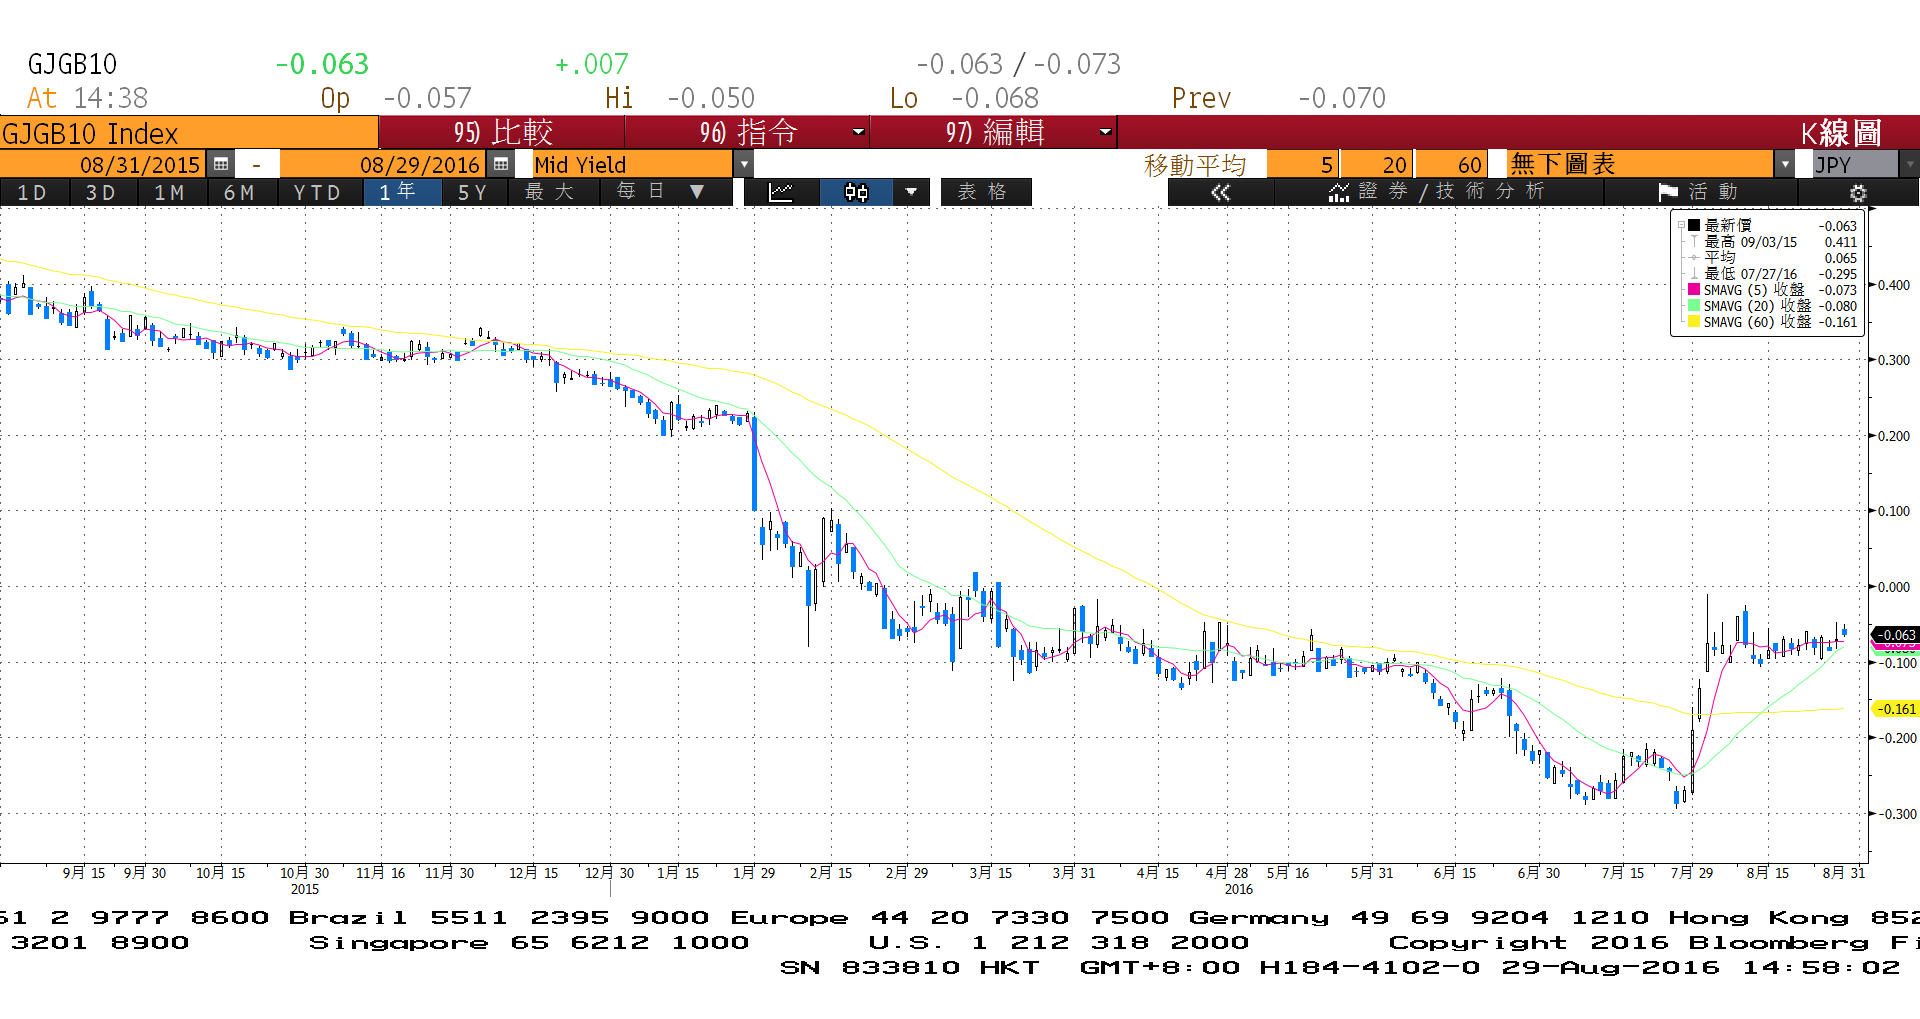 GJGB10 -0.063 +.007 -0.063 / -0.073
At 14:38 Op -0.057 Hi -0.050 Lo -0.068 Prev -0.070
GJGB10 Index 95) 比較 96) 指令 97) 編輯 K線圖
08/31/2015 - 08/29/2016 Mid Yield 移動平均 5 20 60 無下圖表 JPY
1D 3D 1M 6M YTD 1年 5Y 最大 每日 ▼ 表格 « 證券/技術分析 活動
最新價 -0.063
最高 09/03/15 0.411
平均 0.065
最低 07/27/16 -0.295
SMAVG (5) 收盤 -0.073
SMAVG (20) 收盤 -0.080
SMAVG (60) 收盤 -0.161
0.400
0.300
0.200
0.100
0.000
-0.063
-0.073
-0.080
-0.100
-0.161
-0.200
-0.300
9月 15 9月 30 10月 15 10月 30 11月 16 11月 30 12月 15 12月 30 1月 15 1月 29 2月 15 2月 29 3月 15 3月 31 4月 15 4月 28 5月 16 5月 31 6月 15 6月 30 7月 15 7月 29 8月 15 8月 31
2015 2016
61 2 9777 8600 Brazil 5511 2395 9000 Europe 44 20 7330 7500 Germany 49 69 9204 1210 Hong Kong 852
3201 8900 Singapore 65 6212 1000 U.S. 1 212 318 2000 Copyright 2016 Bloomberg Fi
SN 833810 HKT GMT+8:00 H184-4102-0 29-Aug-2016 14:58:02